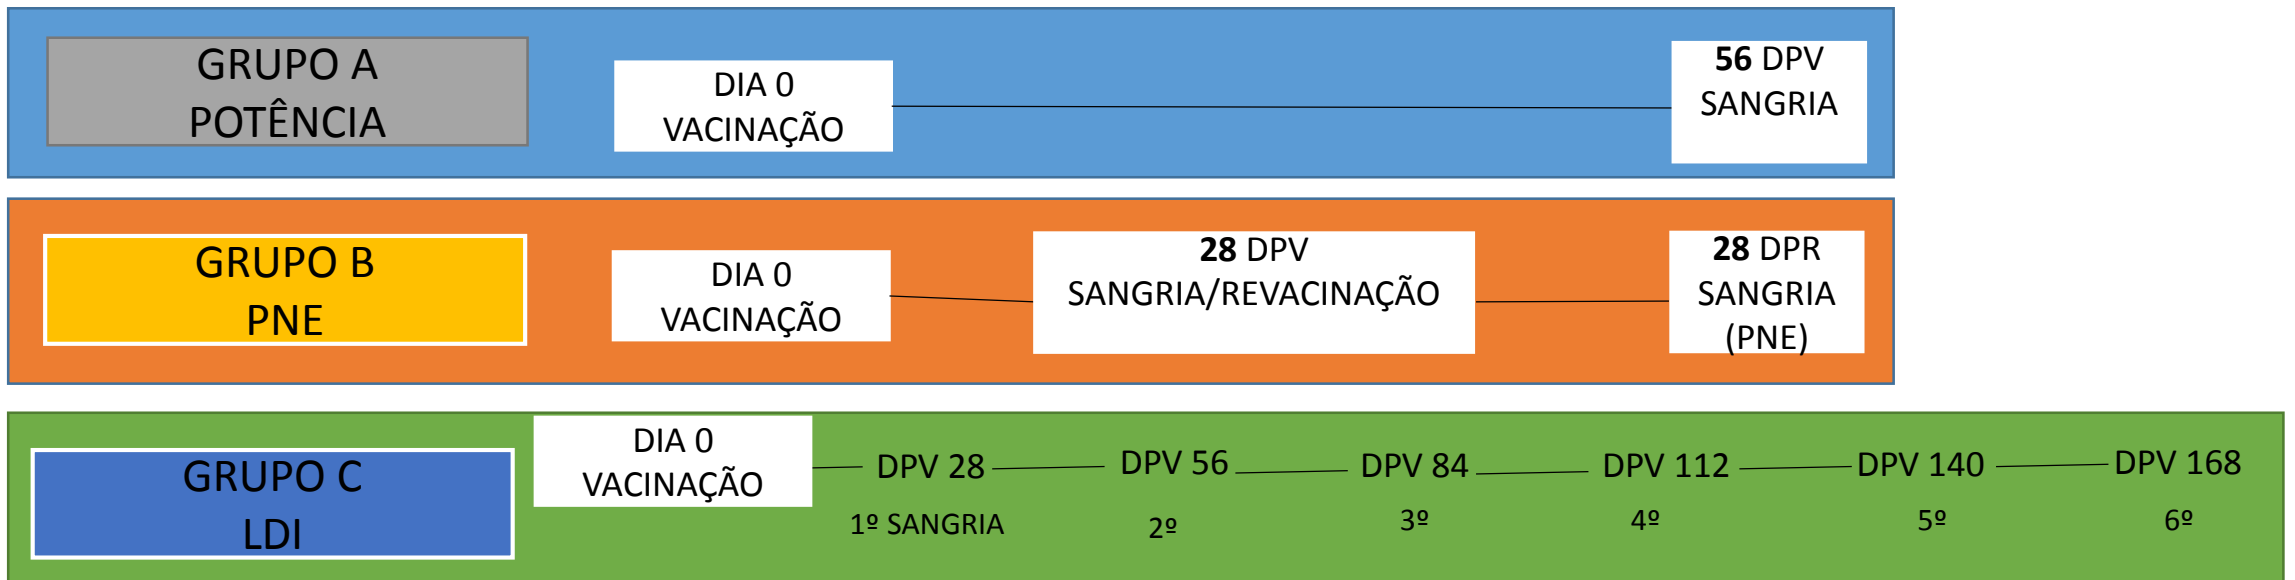 GRUPO A
POTÊNCIA
DIA 0
VACINAÇÃO
56 DPV
SANGRIA
GRUPO B
PNE
DIA 0
VACINAÇÃO
28 DPV
SANGRIA/REVACINAÇÃO
28 DPR
SANGRIA
(PNE)
GRUPO C
LDI
DIA 0
VACINAÇÃO
DPV 28
1º SANGRIA
DPV 56
2º
DPV 84
3º
DPV 112
4º
DPV 140
5º
DPV 168
6º